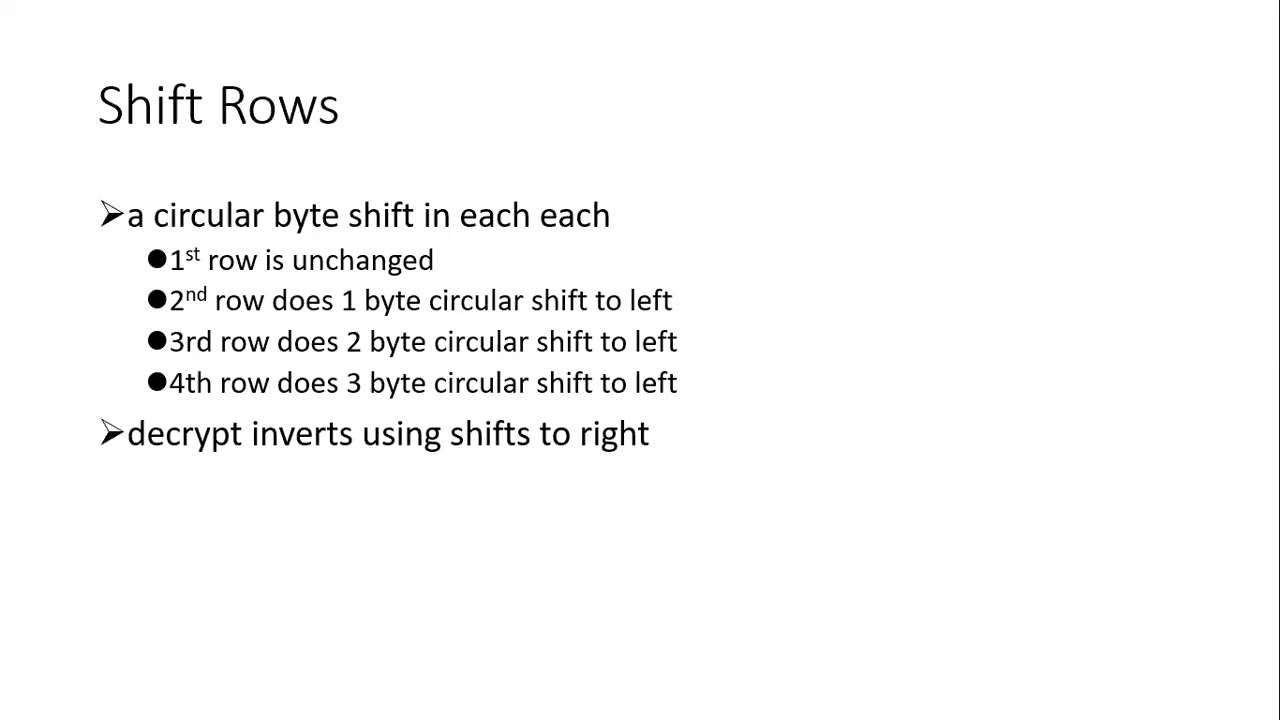 Shift Rows
➢a circular byte shift in each each
●1st row is unchanged
●2nd row does 1 byte circular shift to left
●3rd row does 2 byte circular shift to left
●4th row does 3 byte circular shift to left
➢decrypt inverts using shifts to right